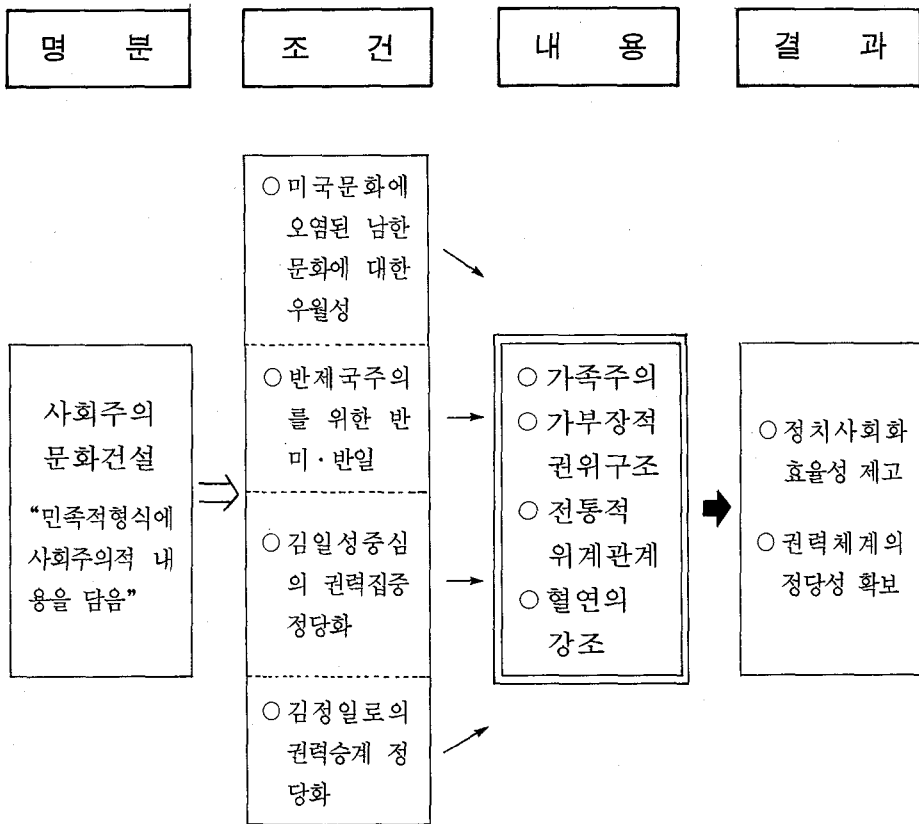 명 분
조 건
내 용
결 과
사회주의
문화건설
“민족적형식에
사회주의적 내
용을 담음”
○ 미국문화에
오염된 남한
문화에 대한
우월성
○ 반제국주의
를 위한 반
미·반일
○ 김일성중심
의 권력집중
정당화
○ 김정일로의
권력승계 정
당화
○ 가족주의
○ 가부장적
권위구조
○ 전통적
위계관계
○ 혈연의
강조
○ 정치사회화
효율성 제고
○ 권력체계의
정당성 확보